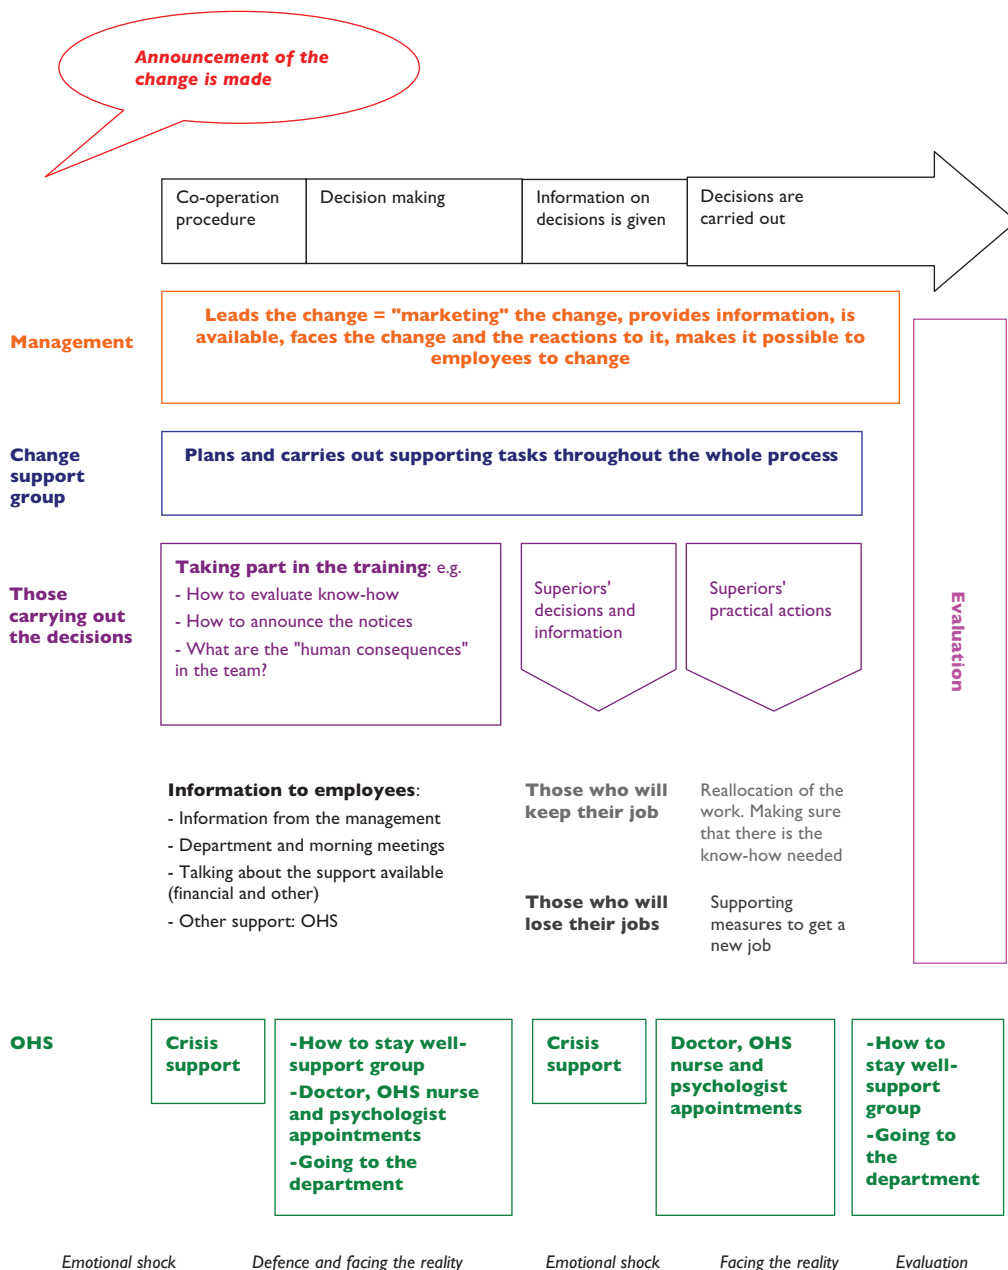 Announcement of the
change is made
Co-operation
procedure
Decision making
Information on
decisions is given
Decisions are
carried out
Management
Leads the change = "marketing" the change, provides information, is
available, faces the change and the reactions to it, makes it possible to
employees to change
Change
support
group
Plans and carries out supporting tasks throughout the whole process
Those
carrying out
the decisions
Taking part in the training: e.g.
- How to evaluate know-how
- How to announce the notices
- What are the "human consequences"
in the team?
Superiors'
decisions and
information
Superiors'
practical actions
Evaluation
Information to employees:
- Information from the management
- Department and morning meetings
- Talking about the support available
(financial and other)
- Other support: OHS
Those who will
keep their job
Reallocation of the
work. Making sure
that there is the
know-how needed
Those who will
lose their jobs
Supporting
measures to get a
new job
OHS
Crisis
support
-How to stay well-
support group
-Doctor, OHS nurse
and psychologist
appointments
-Going to the
department
Crisis
support
Doctor, OHS
nurse and
psychologist
appointments
-How to
stay well-
support
group
-Going to
the
department
Emotional shock
Defence and facing the reality
Emotional shock
Facing the reality
Evaluation